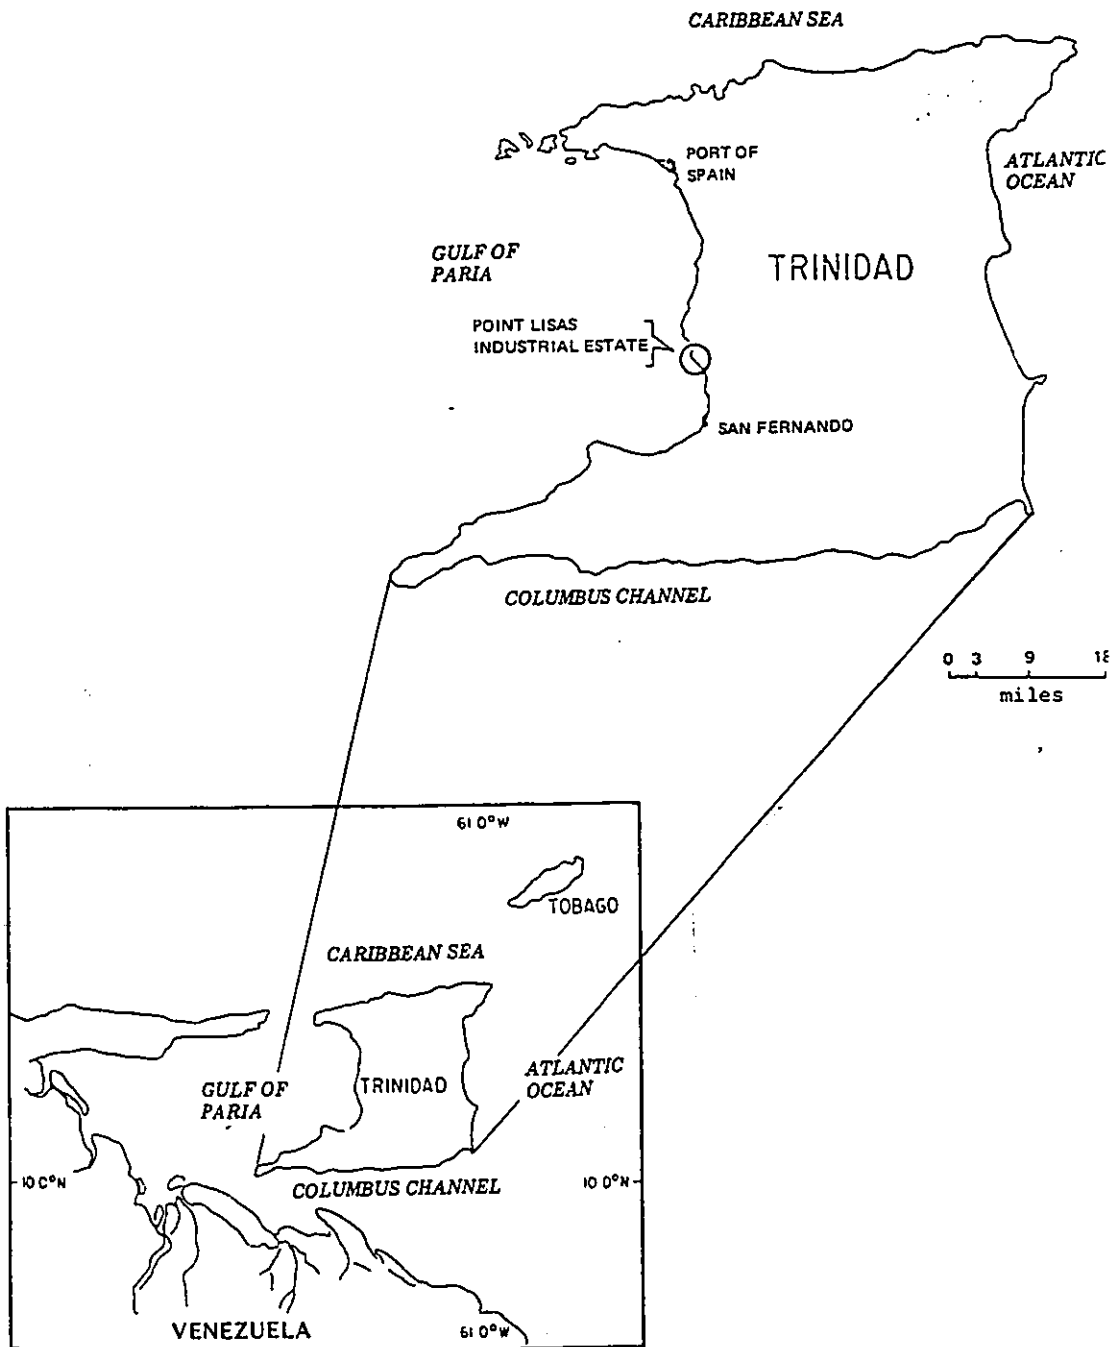 CARIBBEAN SEA
PORT OF
SPAIN
ATLANTIC
OCEAN
GULF OF
PARIA
TRINIDAD
POINT LISAS
INDUSTRIAL ESTATE
SAN FERNANDO
COLUMBUS CHANNEL
0 3 9 18
miles
61 0°W
TOBAGO
CARIBBEAN SEA
ATLANTIC
OCEAN
GULF OF
PARIA
TRINIDAD
10 0°N
10 0°N
COLUMBUS CHANNEL
VENEZUELA
61 0°W